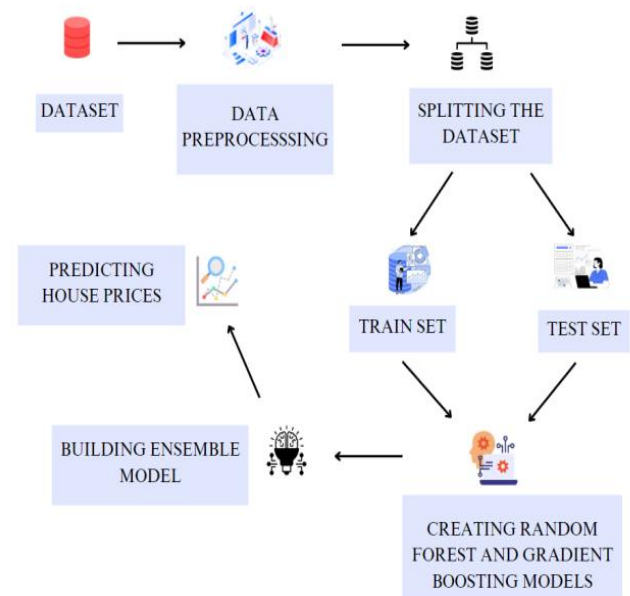 DATASET
DATA
PREPROCESSSING
SPLITTING THE
DATASET
TRAIN SET
TEST SET
CREATING RANDOM
FOREST AND GRADIENT
BOOSTING MODELS
BUILDING ENSEMBLE
MODEL
PREDICTING
HOUSE PRICES